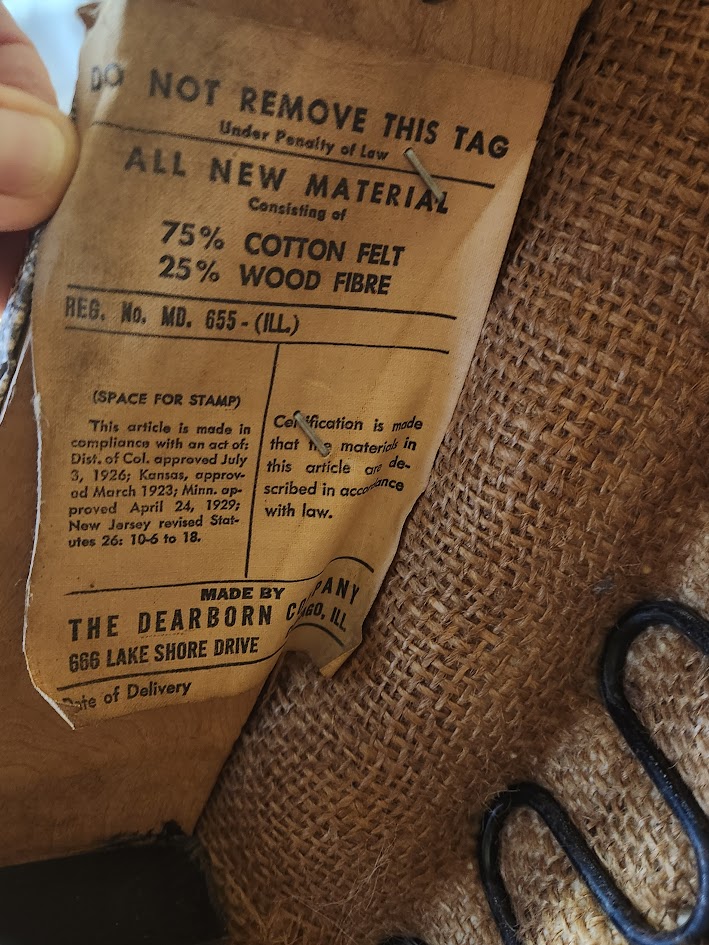 DO NOT REMOVE THIS TAG
Under Penalty of Law
ALL NEW MATERIAL
Consisting of
75% COTTON FELT
25% WOOD FIBRE
REG. No. MD. 655 - (ILL.)
(SPACE FOR STAMP)
This article is made in
compliance with an act of:
Dist. of Col. approved July
3, 1926; Kansas, approv-
ed March 1923; Minn. ap-
proved April 24, 1929;
New Jersey revised Stat-
utes 26: 10-6 to 18.
Certification is made
that the materials in
this article are de-
scribed in accordance
with law.
MADE BY
THE DEARBORN COMPANY
666 LAKE SHORE DRIVE ILL.
Date of Delivery